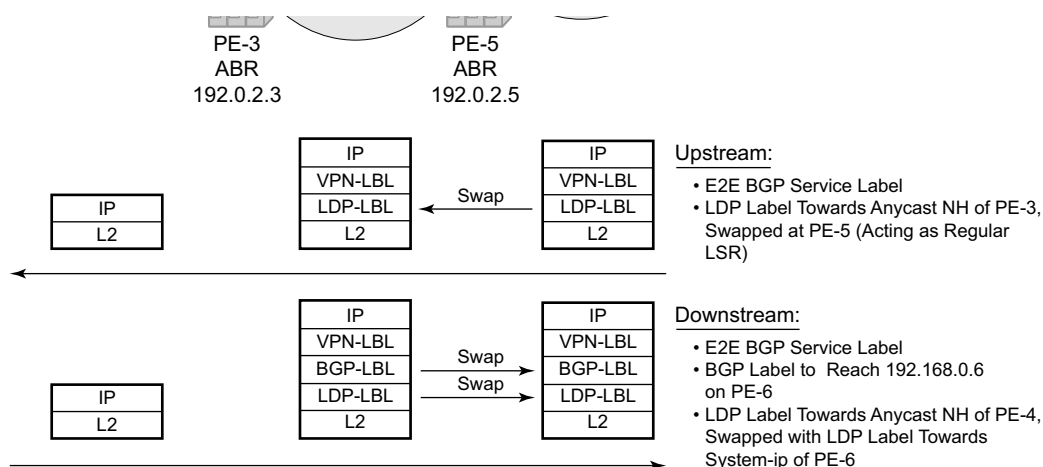 PE-3
ABR
192.0.2.3
PE-5
ABR
192.0.2.5
IP
L2
IP
VPN-LBL
LDP-LBL
L2
Swap
IP
VPN-LBL
LDP-LBL
L2
Upstream:
• E2E BGP Service Label
• LDP Label Towards Anycast NH of PE-3,
Swapped at PE-5 (Acting as Regular
LSR)
IP
L2
IP
VPN-LBL
BGP-LBL
LDP-LBL
L2
Swap
Swap
IP
VPN-LBL
BGP-LBL
LDP-LBL
L2
Downstream:
• E2E BGP Service Label
• BGP Label to Reach 192.168.0.6
on PE-6
• LDP Label Towards Anycast NH of PE-4,
Swapped with LDP Label Towards
System-ip of PE-6